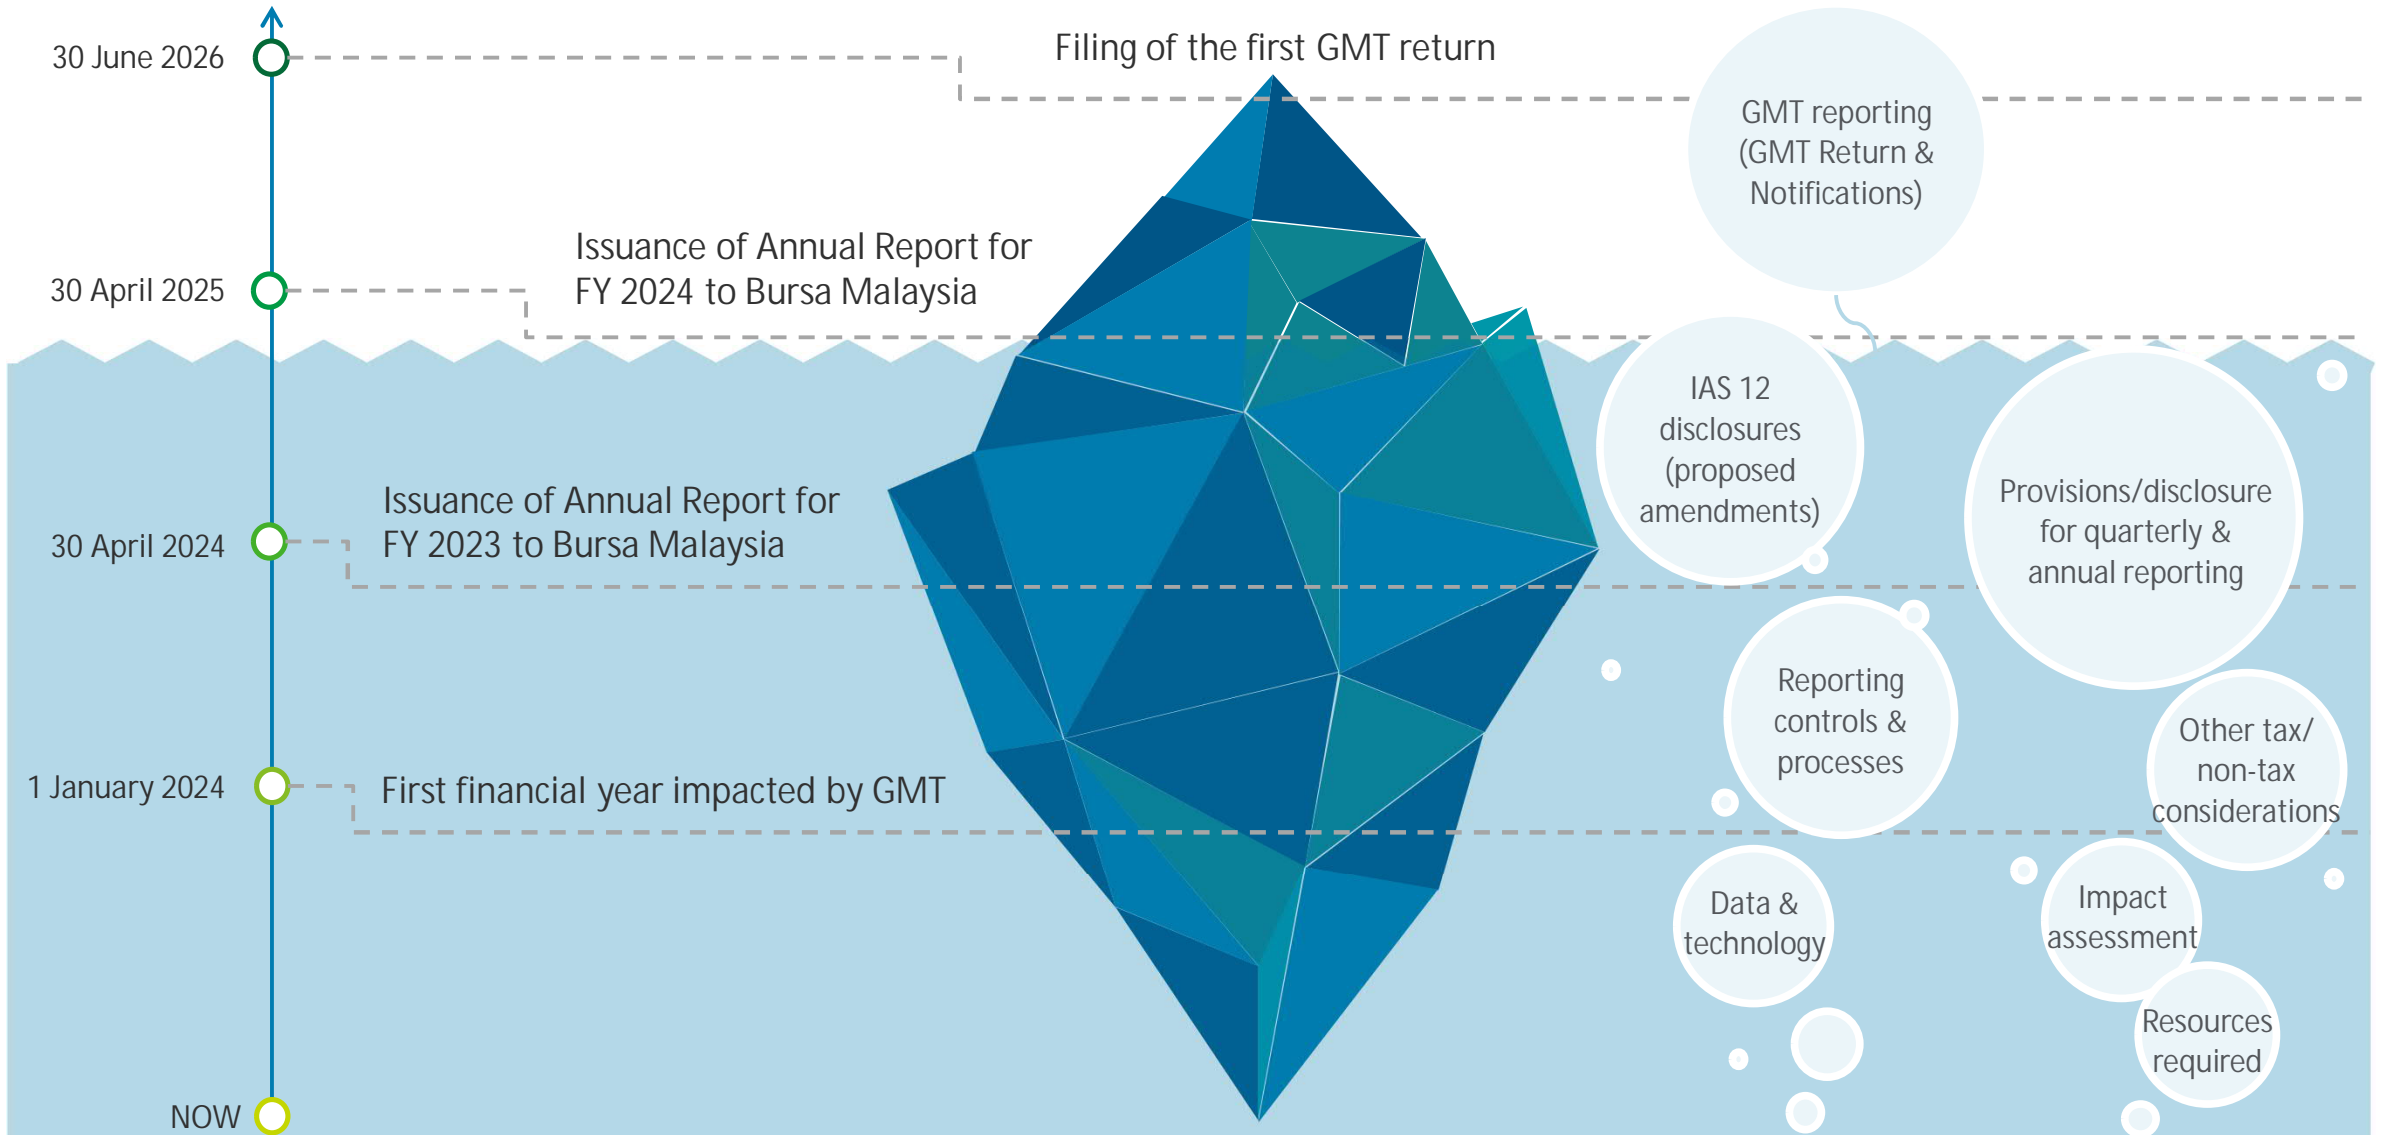 30 June 2026
Filing of the first GMT return
GMT reporting
(GMT Return &
Notifications)
30 April 2025
Issuance of Annual Report for
FY 2024 to Bursa Malaysia
IAS 12
disclosures
(proposed
amendments)
Provisions/disclosure
for quarterly &
annual reporting
30 April 2024
Issuance of Annual Report for
FY 2023 to Bursa Malaysia
Reporting
controls &
processes
Other tax/
non-tax
considerations
1 January 2024
First financial year impacted by GMT
Data &
technology
Impact
assessment
Resources
required
NOW